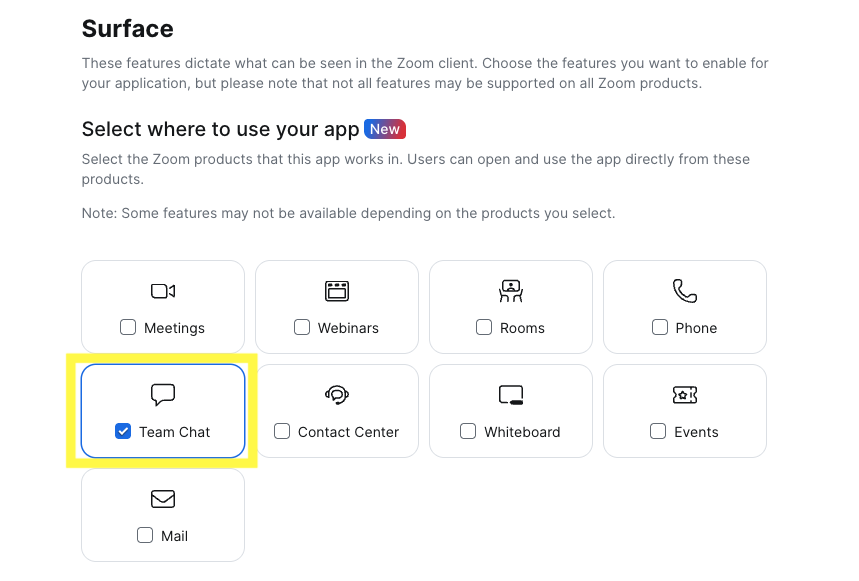 Surface
These features dictate what can be seen in the Zoom client. Choose the features you want to enable for
your application, but please note that not all features may be supported on all Zoom products.
Select where to use your app New
Select the Zoom products that this app works in. Users can open and use the app directly from these
products.
Note: Some features may not be available depending on the products you select.
Meetings
Webinars
Rooms
Phone
Team Chat
Contact Center
Whiteboard
Events
Mail